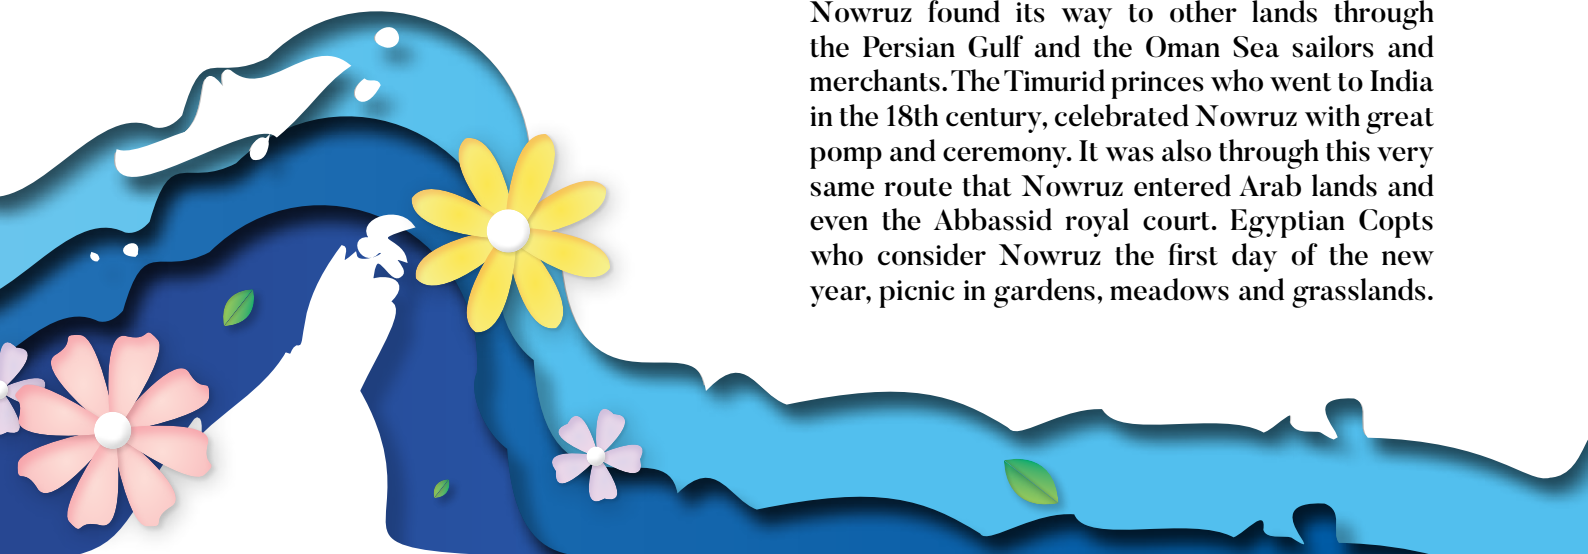 Nowruz found its way to other lands through
the Persian Gulf and the Oman Sea sailors and
merchants. The Timurid princes who went to India
in the 18th century, celebrated Nowruz with great
pomp and ceremony. It was also through this very
same route that Nowruz entered Arab lands and
even the Abbassid royal court. Egyptian Copts
who consider Nowruz the first day of the new
year, picnic in gardens, meadows and grasslands.